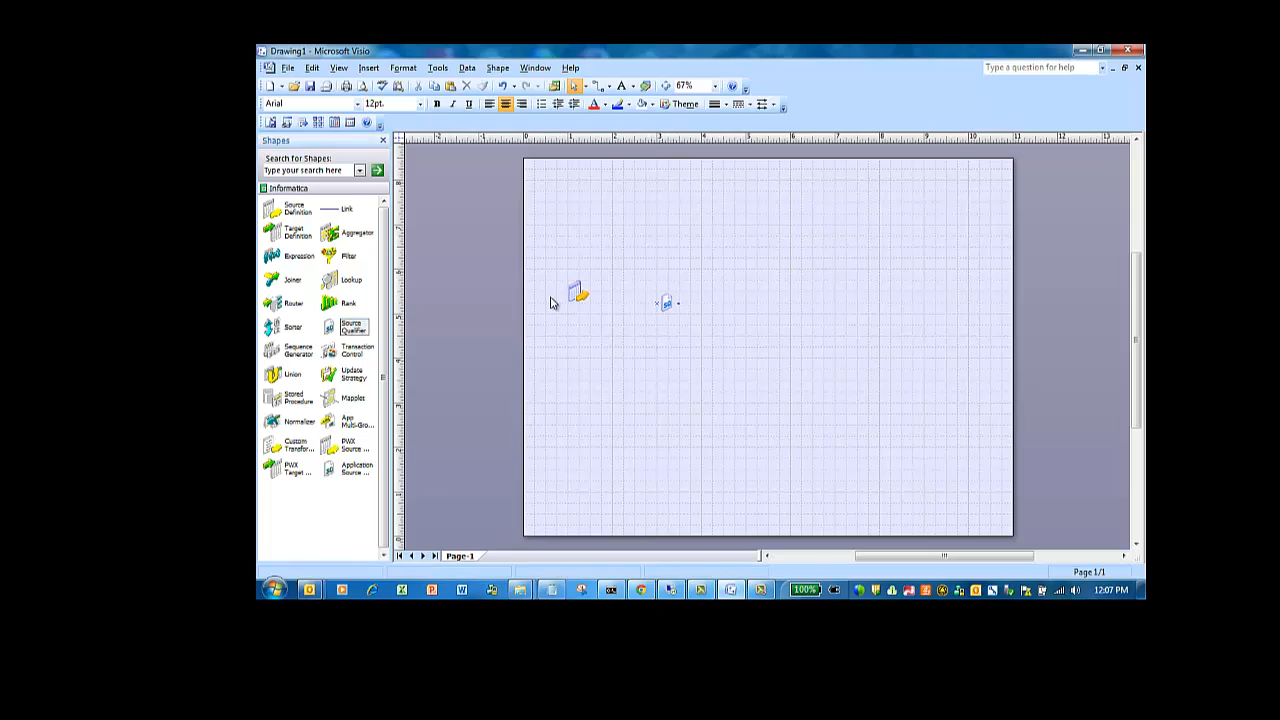 Drawing1 - Microsoft Visio
File Edit View Insert Format Tools Data Shape Window Help
Type a question for help
67%
Arial 12pt. B I U A Theme
Shapes
Search for Shapes:
Type your search here
Informatica
Source Definition
Link
Target Definition
Aggregator
Expression
Filter
Joiner
Lookup
Router
Rank
Sorter
Source Qualifier
Sequence Generator
Transaction Control
Union
Update Strategy
Stored Procedure
Mapplet
Normalizer
App Multi-Gro...
Custom Transfor...
PWX Source ...
PWX Target ...
Application Source ...
Page-1
Page 1/1
100%
12:07 PM